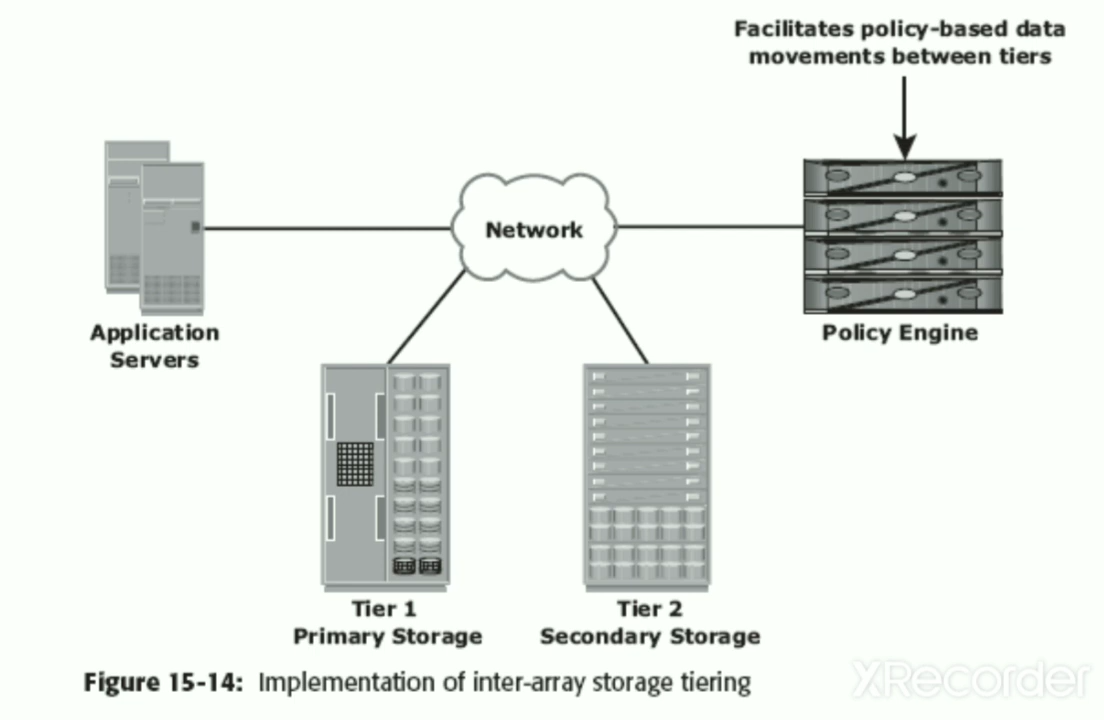 Facilitates policy-based data
movements between tiers
Network
Application
Servers
Policy Engine
Tier 1
Primary Storage
Tier 2
Secondary Storage
Figure 15-14: Implementation of inter-array storage tiering
XRecorder